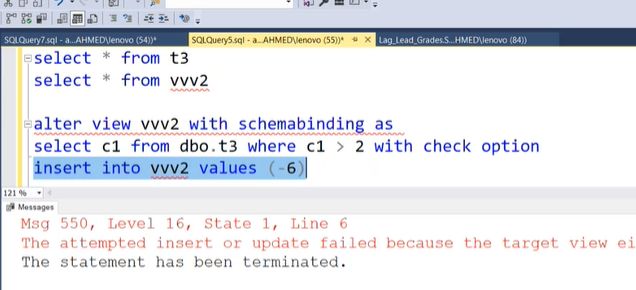 SQLQuery7.sql - a...AHMED\lenovo (54))*
SQLQuery5.sql - a...AHMED\lenovo (55))*
Lag_Lead_Grades.S...HMED\lenovo (84))
select * from t3
select * from vvv2
alter view vvv2 with schemabinding as
select c1 from dbo.t3 where c1 > 2 with check option
insert into vvv2 values (-6)
121 %
Messages
Msg 550, Level 16, State 1, Line 6
The attempted insert or update failed because the target view ei
The statement has been terminated.